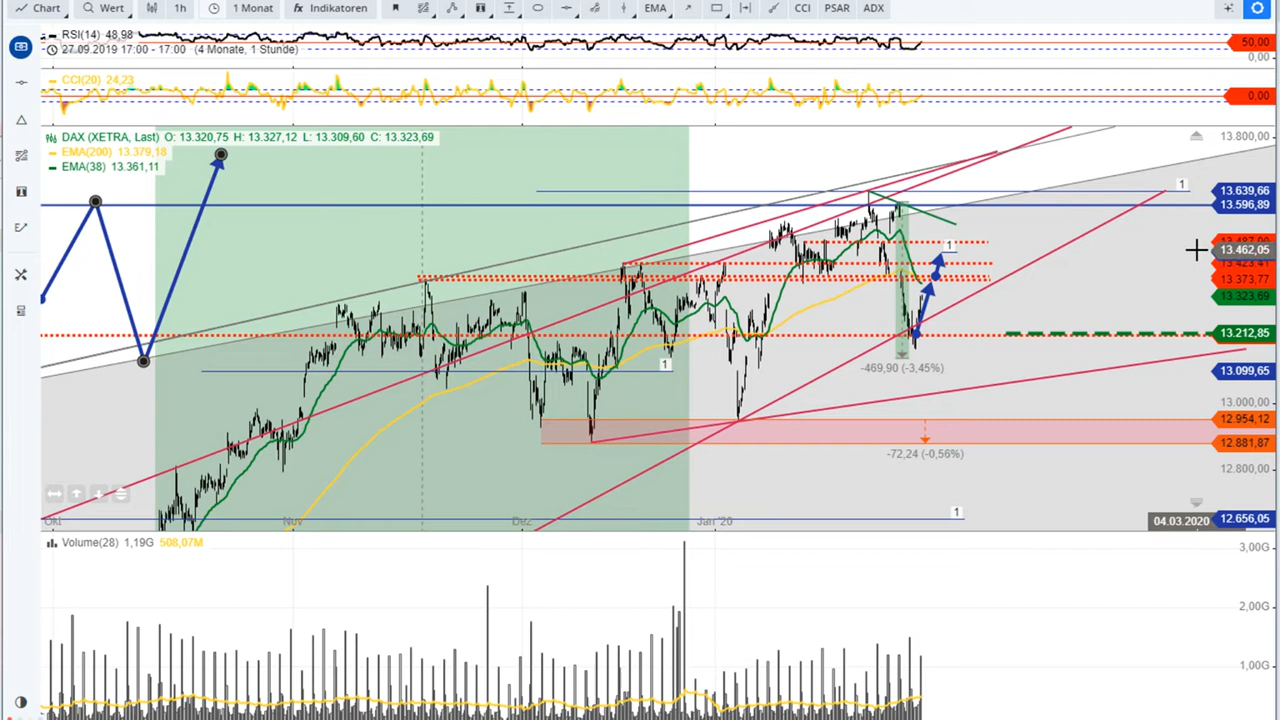 Chart Wert 1h 1 Monat fx Indikatoren EMA CCI PSAR ADX
RSI(14) 48,98
27.09.2019 17:00 - 17:00 (4 Monate, 1 Stunde)
50,00
0,00
CCI(20) 24,23
0,00
DAX (XETRA, Last) O: 13.320,75 H: 13.327,12 L: 13.309,60 C: 13.323,69
EMA(200) 13.379,18
EMA(38) 13.361,11
13.800,00
1
13.639,66
13.596,89
1
13.462,05
13.373,77
13.323,69
13.212,85
1
-469,90 (-3,45%)
13.099,65
13.000,00
12.954,12
12.881,87
-72,24 (-0,56%)
12.800,00
1
12.656,05
Okt Nov Dez Jan '20 04.03.2020
Volume(28) 1,19G 508,07M
3,00G
2,00G
1,00G